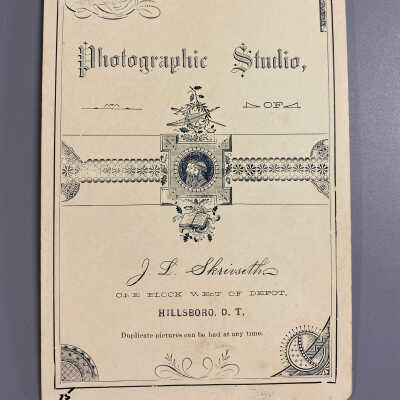 Photographic Studio,
OF
J. L. Skrivseth
ONE BLOCK WEST OF DEPOT,
HILLSBORO, D. T.
Duplicate pictures can be had at any time.